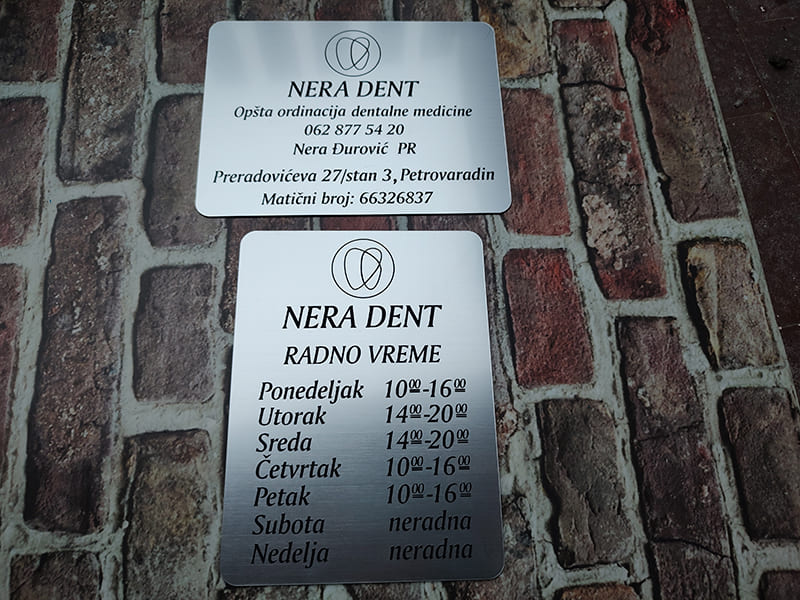 NERA DENT
Opšta ordinacija dentalne medicine
062 877 54 20
Nera Đurović PR
Preradovićeva 27/stan 3, Petrovaradin
Matični broj: 66326837
NERA DENT
RADNO VREME
Ponedeljak 10⁰⁰-16⁰⁰
Utorak 14⁰⁰-20⁰⁰
Sreda 14⁰⁰-20⁰⁰
Četvrtak 10⁰⁰-16⁰⁰
Petak 10⁰⁰-16⁰⁰
Subota neradna
Nedelja neradna